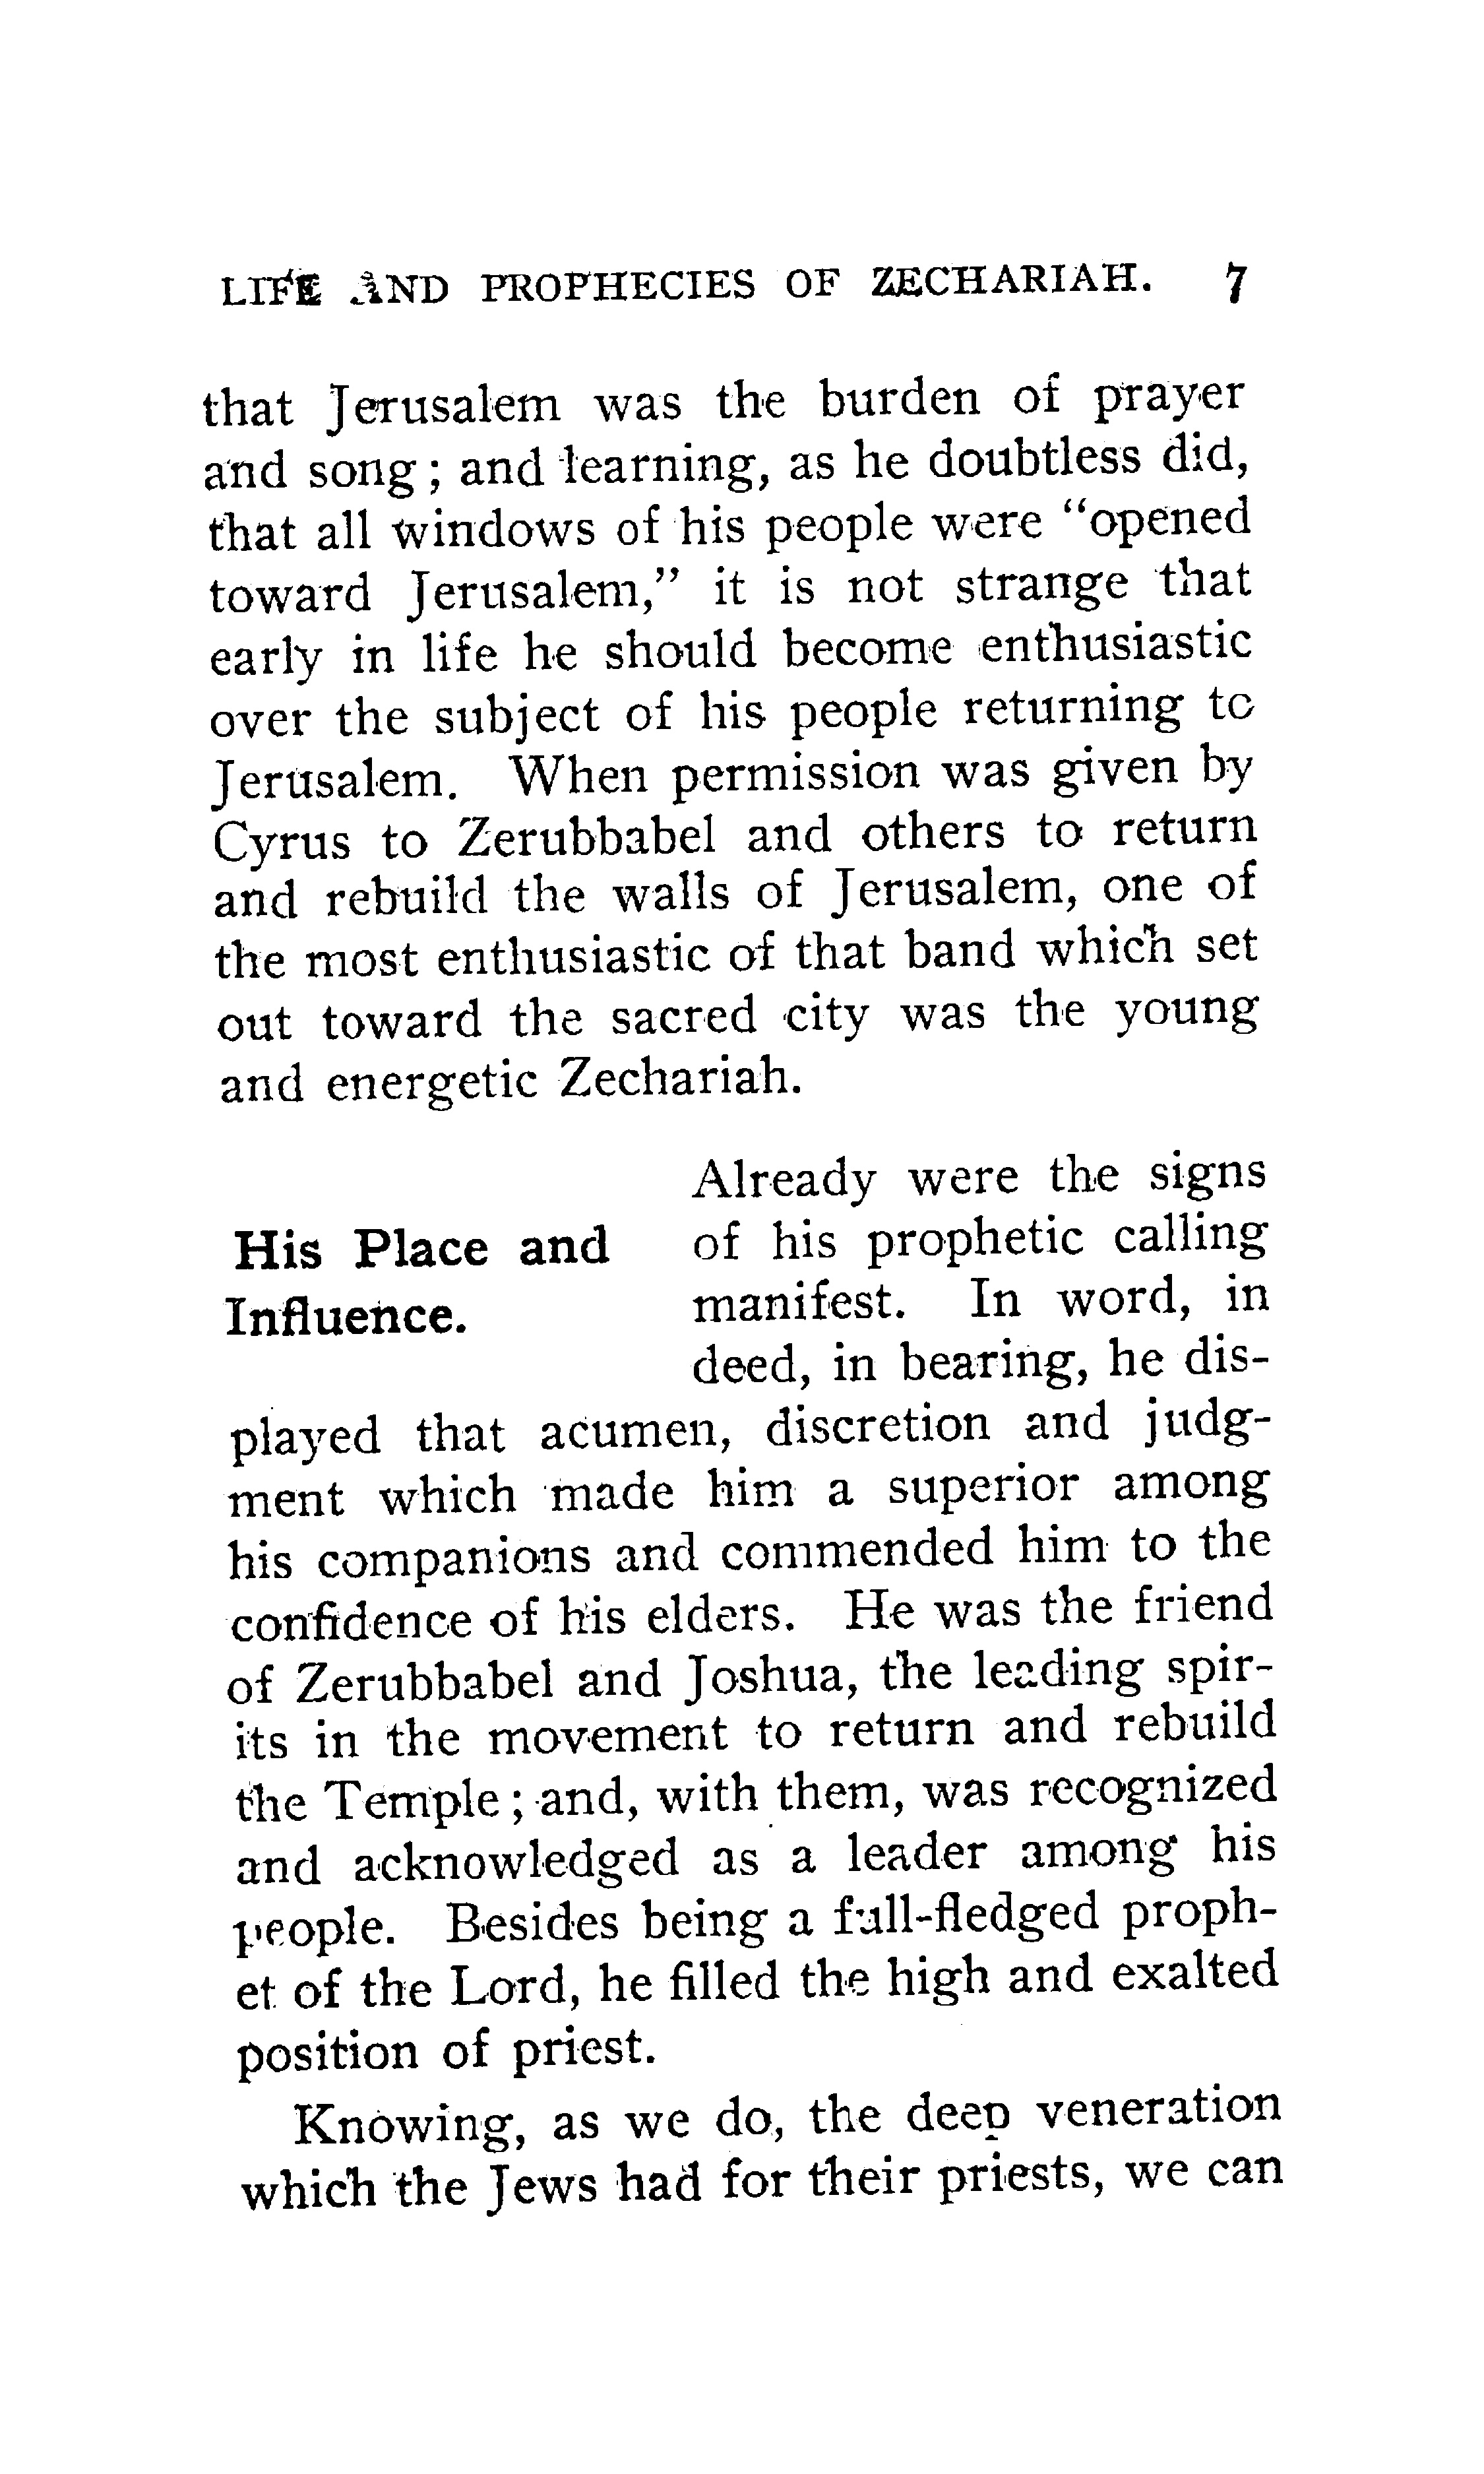 LIFE AND PROPHECIES OF ZECHARIAH. 7
that Jerusalem was the burden of prayer
and song; and learning, as he doubtless did,
that all windows of his people were “opened
toward Jerusalem,” it is not strange that
early in life he should become enthusiastic
over the subject of his people returning to
Jerusalem. When permission was given by
Cyrus to Zerubbabel and others to return
and rebuild the walls of Jerusalem, one of
the most enthusiastic of that band which set
out toward the sacred city was the young
and energetic Zechariah.
His Place and
Influence.
Already were the signs
of his prophetic calling
manifest. In word, in
deed, in bearing, he dis-
played that acumen, discretion and judg-
ment which made him a superior among
his companions and commended him to the
confidence of his elders. He was the friend
of Zerubbabel and Joshua, the leading spir-
its in the movement to return and rebuild
the Temple; and, with them, was recognized
and acknowledged as a leader among his
people. Besides being a full-fledged proph-
et of the Lord, he filled the high and exalted
position of priest.
Knowing, as we do, the deep veneration
which the Jews had for their priests, we can